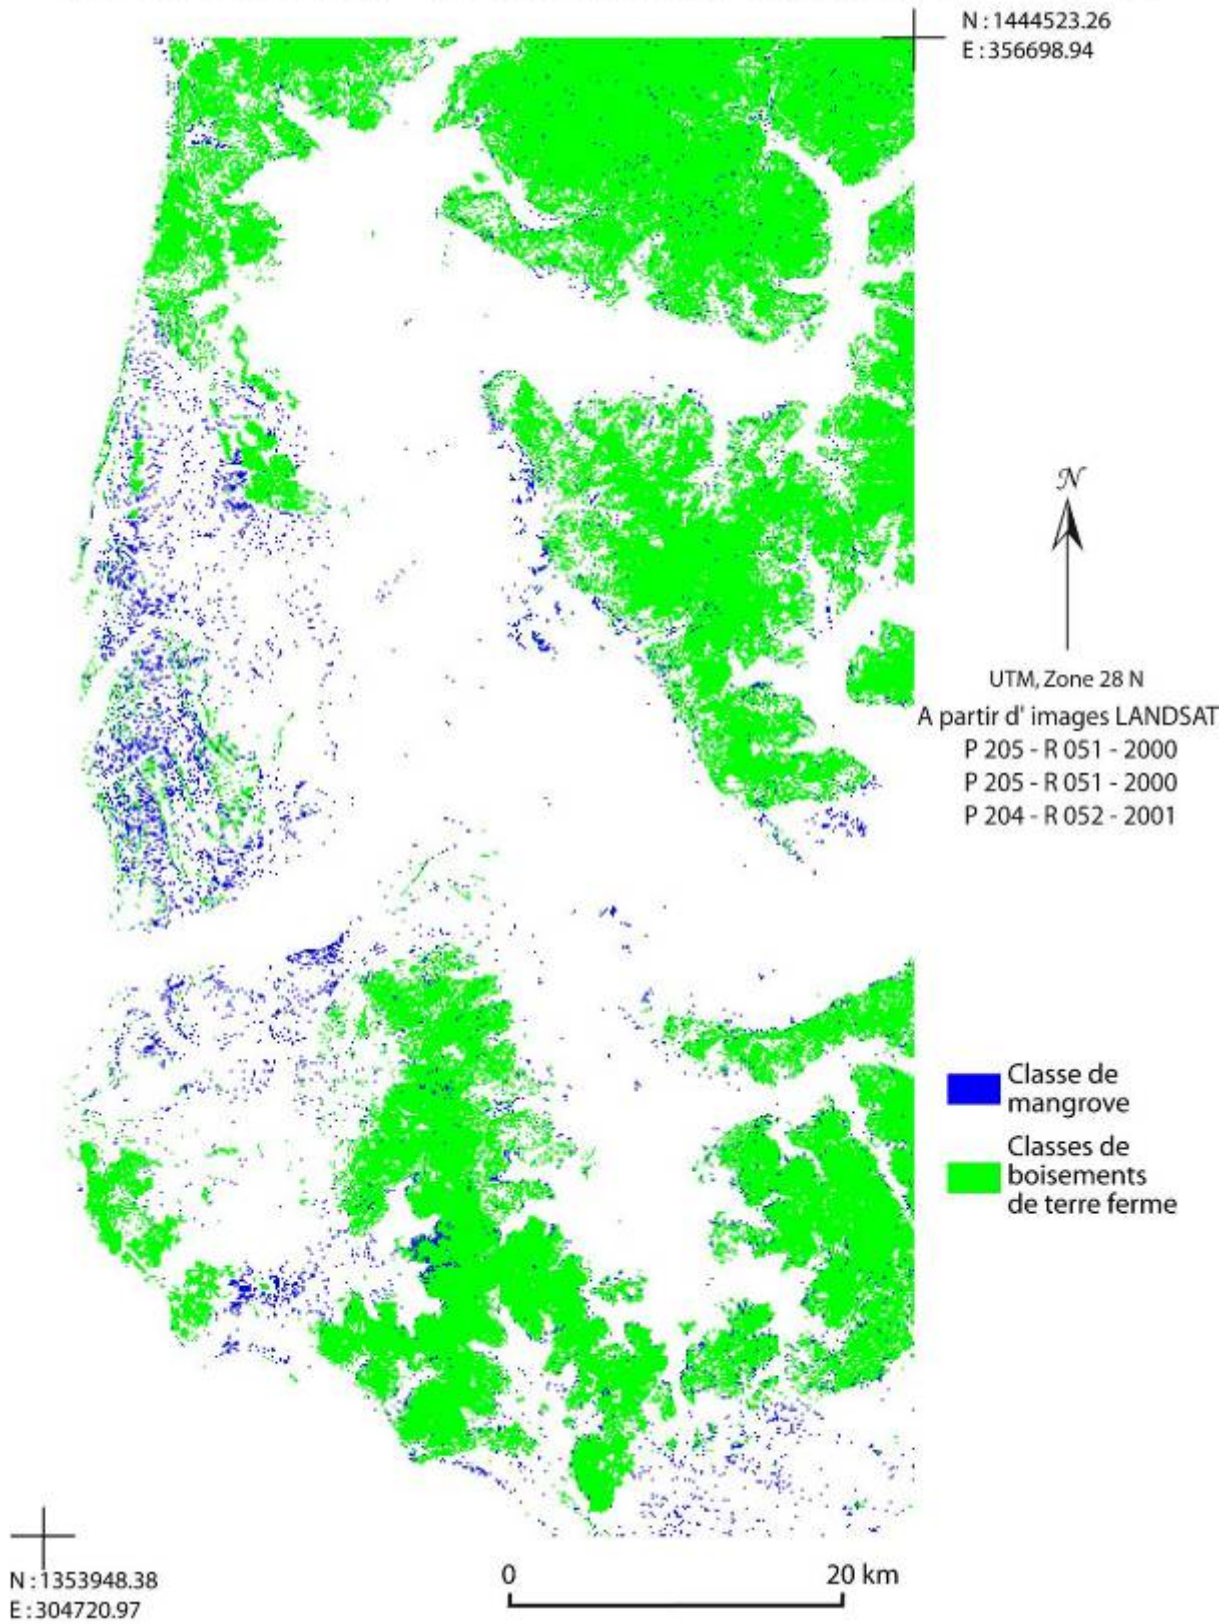 N : 1444523.26
E : 356698.94
N
UTM, Zone 28 N
A partir d' images LANDSAT
P 205 - R 051 - 2000
P 205 - R 051 - 2000
P 204 - R 052 - 2001
Classe de
mangrove
Classes de
boisements
de terre ferme
N : 1353948.38
E : 304720.97
0 20 km